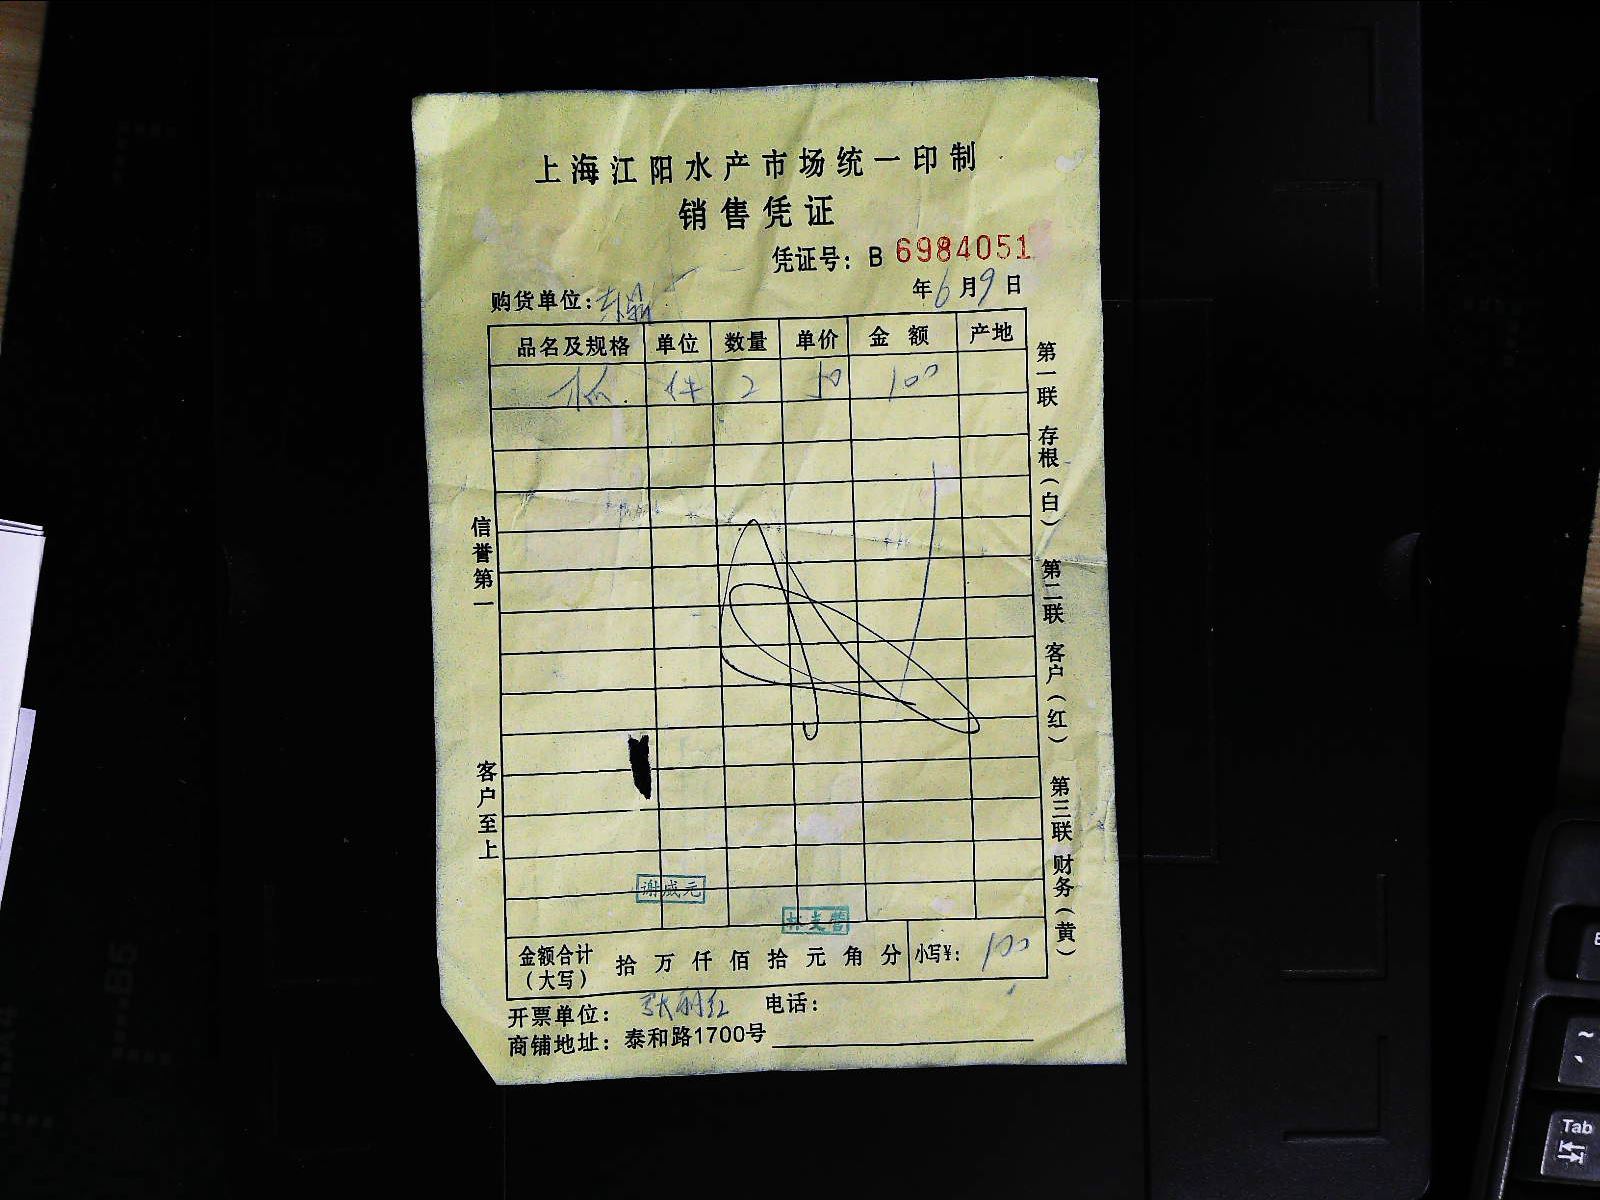 上海江阳水产市场统一印制
销售凭证
凭证号：B 6984051
购货单位： 年6月9日
品名及规格 单位 数量 单价 金额 产地
件 2 50 100
第一联 存根（白） 第二联 客户（红） 第三联 财务（黄）
信誉第一 客户至上
谢成元
金额合计（大写） 拾 万 仟 佰 拾 元 角 分 小写¥： 100
开票单位： 电话：
商铺地址：泰和路1700号
B5
A4
~
Tab